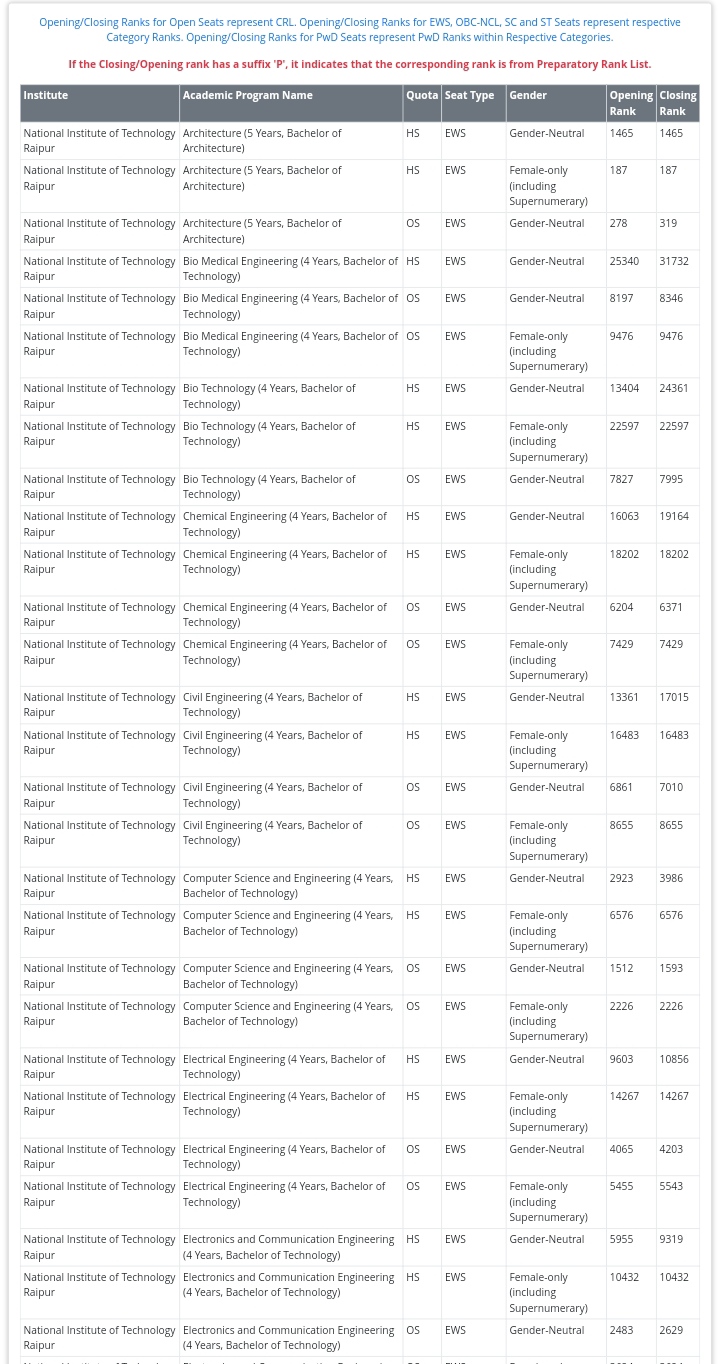 Opening/Closing Ranks for Open Seats represent CRL. Opening/Closing Ranks for EWS, OBC-NCL, SC and ST Seats represent respective
Category Ranks. Opening/Closing Ranks for PwD Seats represent PwD Ranks within Respective Categories.
If the Closing/Opening rank has a suffix 'P', it indicates that the corresponding rank is from Preparatory Rank List.
Institute Academic Program Name Quota Seat Type Gender Opening Closing
Rank Rank
National Institute of Technology Architecture (5 Years, Bachelor of HS EWS Gender-Neutral 1465 1465
Raipur Architecture)
National Institute of Technology Architecture (5 Years, Bachelor of HS EWS Female-only 187 187
Raipur Architecture) (including
Supernumerary)
National Institute of Technology Architecture (5 Years, Bachelor of OS EWS Gender-Neutral 278 319
Raipur Architecture)
National Institute of Technology Bio Medical Engineering (4 Years, Bachelor of HS EWS Gender-Neutral 25340 31732
Raipur Technology)
National Institute of Technology Bio Medical Engineering (4 Years, Bachelor of OS EWS Gender-Neutral 8197 8346
Raipur Technology)
National Institute of Technology Bio Medical Engineering (4 Years, Bachelor of OS EWS Female-only 9476 9476
Raipur Technology) (including
Supernumerary)
National Institute of Technology Bio Technology (4 Years, Bachelor of HS EWS Gender-Neutral 13404 24361
Raipur Technology)
National Institute of Technology Bio Technology (4 Years, Bachelor of HS EWS Female-only 22597 22597
Raipur Technology) (including
Supernumerary)
National Institute of Technology Bio Technology (4 Years, Bachelor of OS EWS Gender-Neutral 7827 7995
Raipur Technology)
National Institute of Technology Chemical Engineering (4 Years, Bachelor of HS EWS Gender-Neutral 16063 19164
Raipur Technology)
National Institute of Technology Chemical Engineering (4 Years, Bachelor of HS EWS Female-only 18202 18202
Raipur Technology) (including
Supernumerary)
National Institute of Technology Chemical Engineering (4 Years, Bachelor of OS EWS Gender-Neutral 6204 6371
Raipur Technology)
National Institute of Technology Chemical Engineering (4 Years, Bachelor of OS EWS Female-only 7429 7429
Raipur Technology) (including
Supernumerary)
National Institute of Technology Civil Engineering (4 Years, Bachelor of HS EWS Gender-Neutral 13361 17015
Raipur Technology)
National Institute of Technology Civil Engineering (4 Years, Bachelor of HS EWS Female-only 16483 16483
Raipur Technology) (including
Supernumerary)
National Institute of Technology Civil Engineering (4 Years, Bachelor of OS EWS Gender-Neutral 6861 7010
Raipur Technology)
National Institute of Technology Civil Engineering (4 Years, Bachelor of OS EWS Female-only 8655 8655
Raipur Technology) (including
Supernumerary)
National Institute of Technology Computer Science and Engineering (4 Years, HS EWS Gender-Neutral 2923 3986
Raipur Bachelor of Technology)
National Institute of Technology Computer Science and Engineering (4 Years, HS EWS Female-only 6576 6576
Raipur Bachelor of Technology) (including
Supernumerary)
National Institute of Technology Computer Science and Engineering (4 Years, OS EWS Gender-Neutral 1512 1593
Raipur Bachelor of Technology)
National Institute of Technology Computer Science and Engineering (4 Years, OS EWS Female-only 2226 2226
Raipur Bachelor of Technology) (including
Supernumerary)
National Institute of Technology Electrical Engineering (4 Years, Bachelor of HS EWS Gender-Neutral 9603 10856
Raipur Technology)
National Institute of Technology Electrical Engineering (4 Years, Bachelor of HS EWS Female-only 14267 14267
Raipur Technology) (including
Supernumerary)
National Institute of Technology Electrical Engineering (4 Years, Bachelor of OS EWS Gender-Neutral 4065 4203
Raipur Technology)
National Institute of Technology Electrical Engineering (4 Years, Bachelor of OS EWS Female-only 5455 5543
Raipur Technology) (including
Supernumerary)
National Institute of Technology Electronics and Communication Engineering HS EWS Gender-Neutral 5955 9319
Raipur (4 Years, Bachelor of Technology)
National Institute of Technology Electronics and Communication Engineering HS EWS Female-only 10432 10432
Raipur (4 Years, Bachelor of Technology) (including
Supernumerary)
National Institute of Technology Electronics and Communication Engineering OS EWS Gender-Neutral 2483 2629
Raipur (4 Years, Bachelor of Technology)